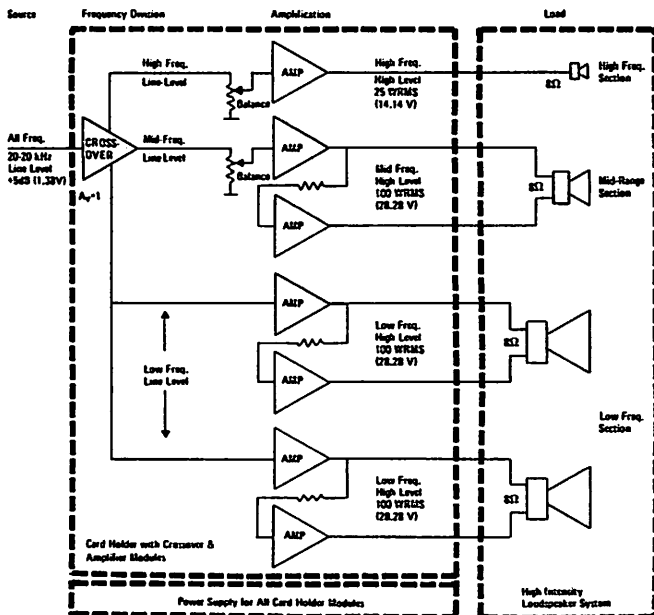 Source
Frequency Division
Amplification
Load
High Freq.
Line-Level
Balance
AMP
High Freq.
High Level
25 WRMS
(14.14 V)
8Ω
High Freq.
Section
All Freq.
20-20 kHz
Line Level
+5dB (1.38V)
CROSS-
OVER
Av=1
Mid-Freq.
Line Level
Balance
AMP
AMP
Mid Freq.
High Level
100 WRMS
(28.28 V)
8Ω
Mid-Range
Section
Low Freq.
Line Level
AMP
AMP
Low Freq.
High Level
100 WRMS
(28.28 V)
8Ω
Low Freq.
Section
AMP
AMP
Low Freq.
High Level
100 WRMS
(28.28 V)
8Ω
Card Holder with Crossover &
Amplifier Modules
Power Supply for All Card Holder Modules
High Intensity
Loudspeaker System